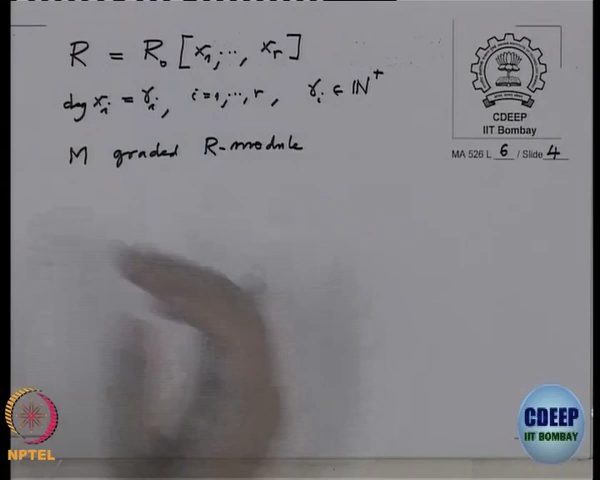 R = R₀ [x₁,..., xᵣ]
deg xᵢ = γᵢ, i=1,...,r, γᵢ ∈ ℕ⁺
M graded R-module
CDEEP
IIT Bombay
MA 526 L 6 / Slide 4
NPTEL
CDEEP
IIT BOMBAY